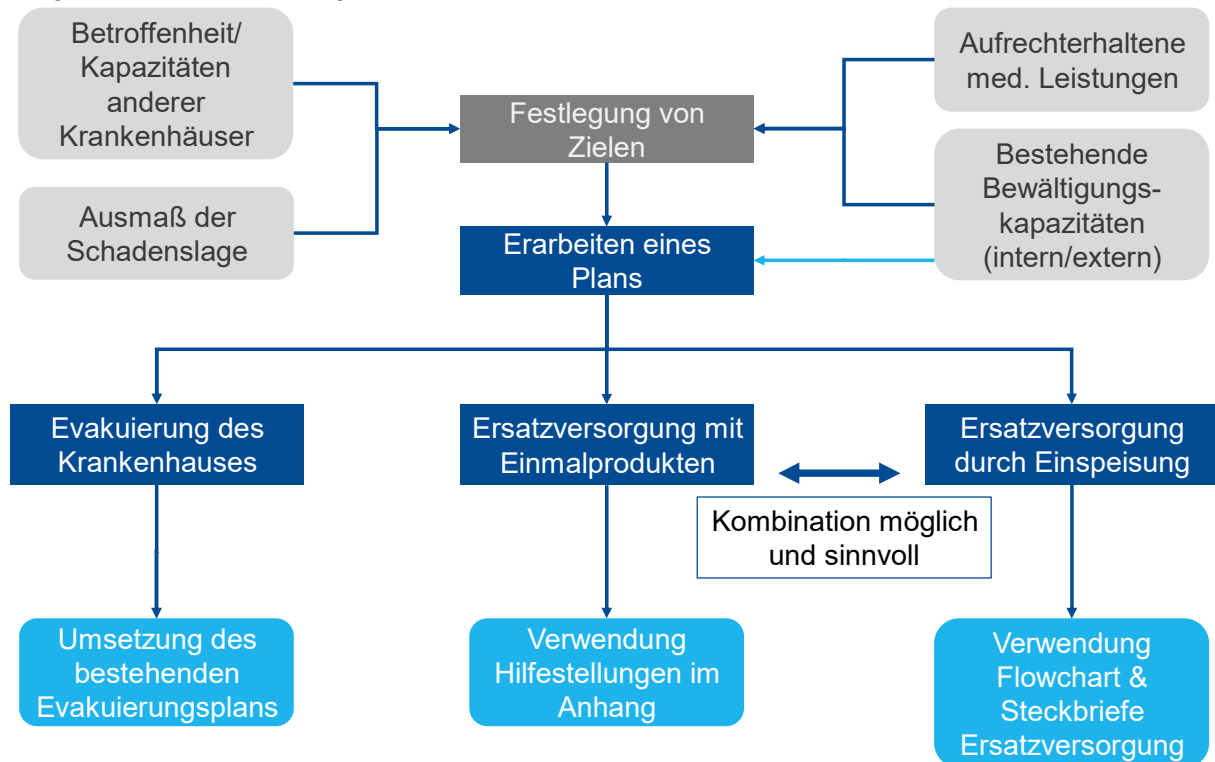 Betroffenheit/
Kapazitäten
anderer
Krankenhäuser
Aufrechterhaltene
med. Leistungen
Festlegung von
Zielen
Ausmaß der
Schadenslage
Bestehende
Bewältigungs-
kapazitäten
(intern/extern)
Erarbeiten eines
Plans
Evakuierung des
Krankenhauses
Ersatzversorgung mit
Einmalprodukten
Ersatzversorgung
durch Einspeisung
Kombination möglich
und sinnvoll
Umsetzung des
bestehenden
Evakuierungsplans
Verwendung
Hilfestellungen im
Anhang
Verwendung
Flowchart &
Steckbriefe
Ersatzversorgung